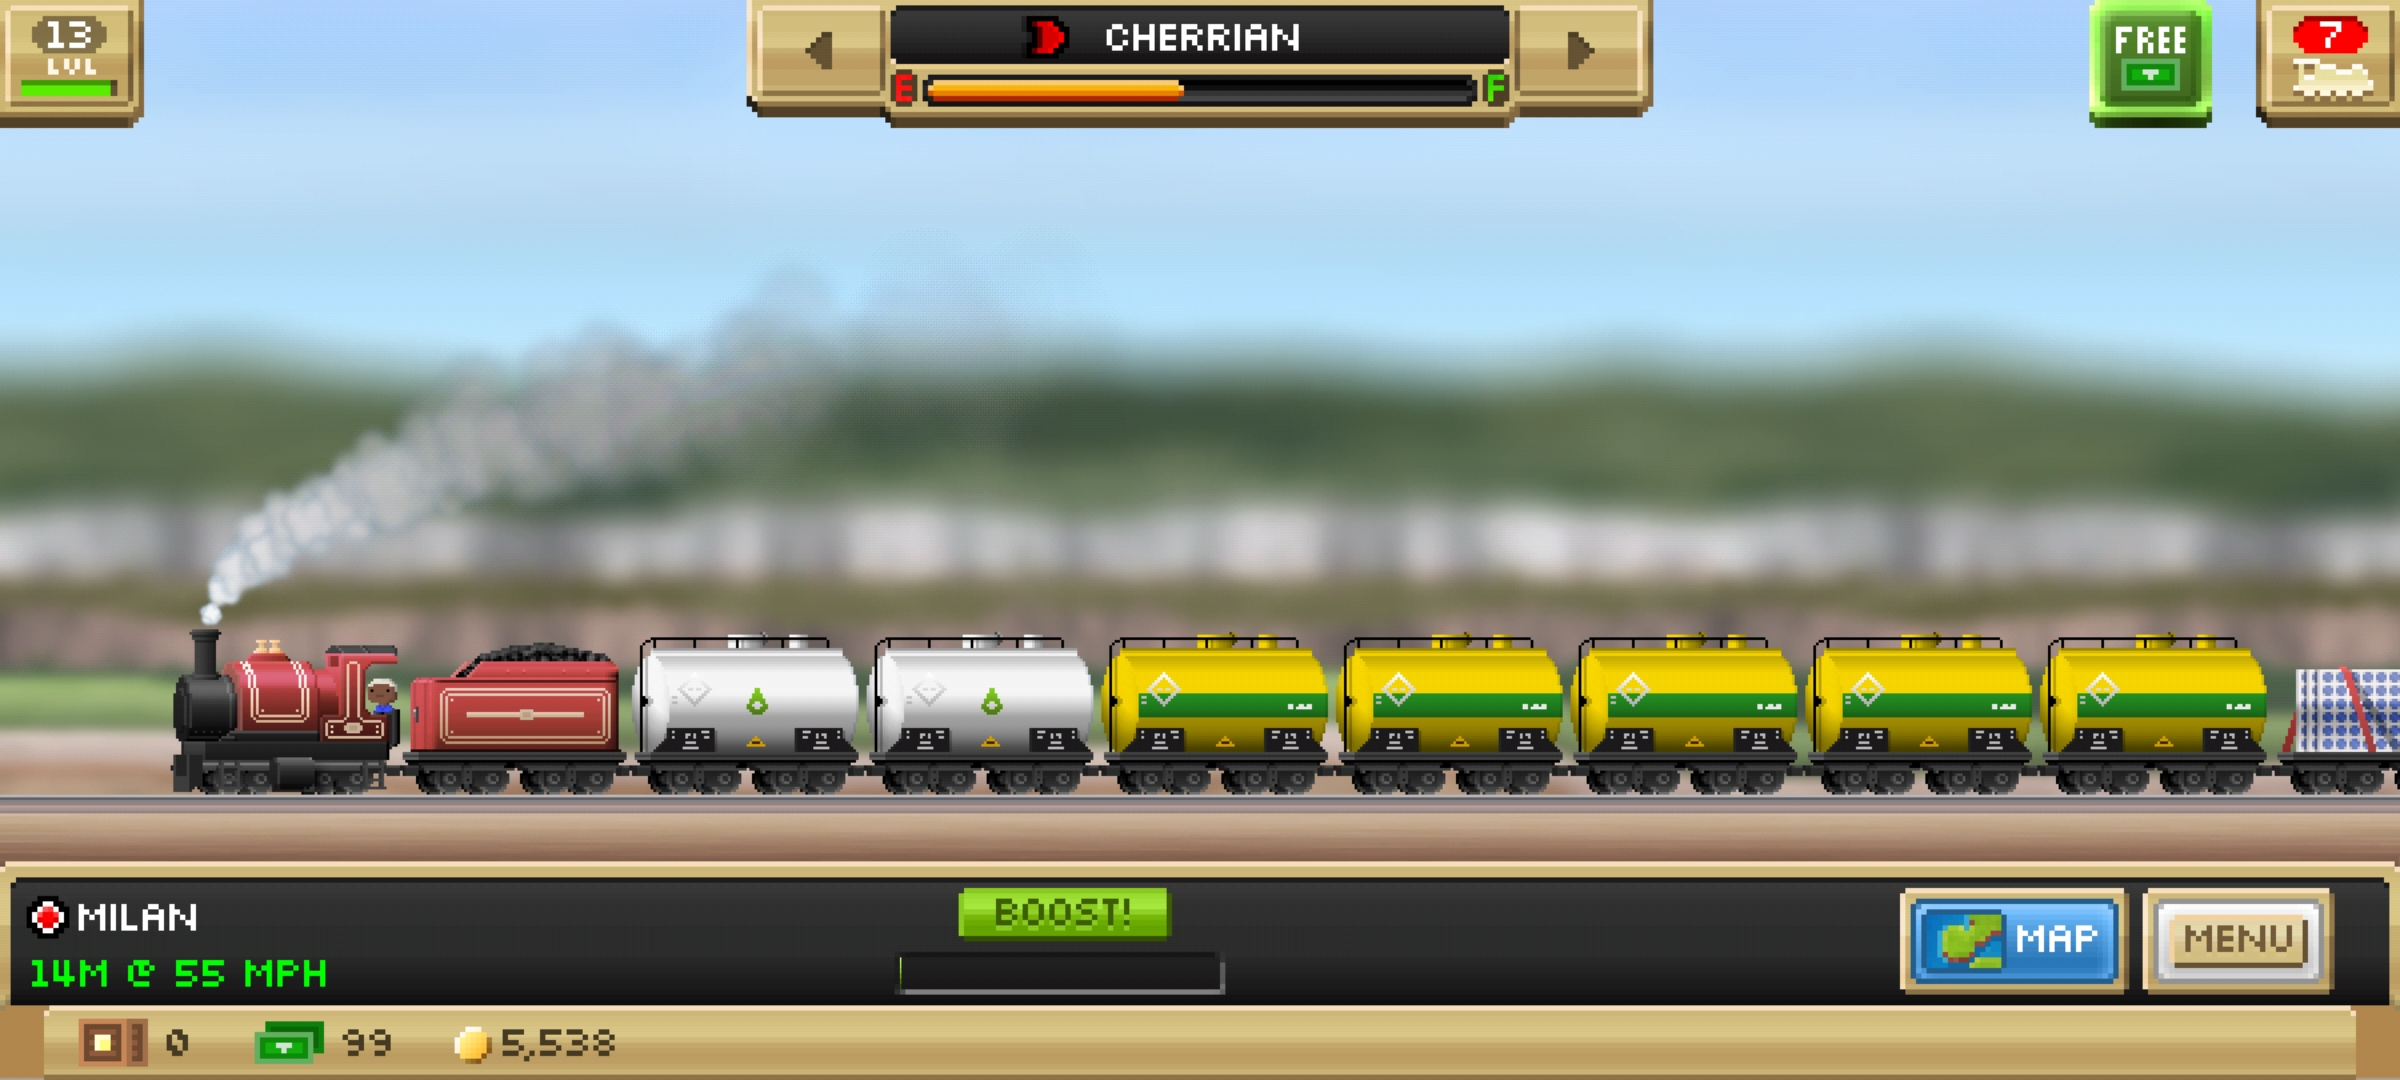 13
LVL
CHERRIAN
E F
FREE
7
MILAN
14M @ 55 MPH
BOOST!
MAP
MENU
0
99
5,538